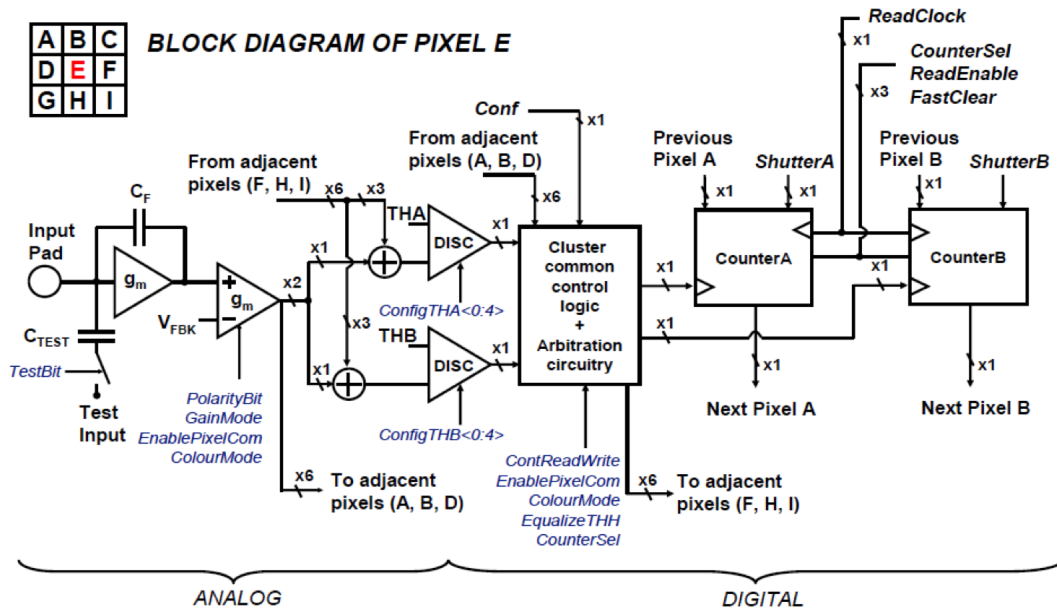 A B C
D E F
G H I
BLOCK DIAGRAM OF PIXEL E
ReadClock
x1
CounterSel
ReadEnable
FastClear
x3
Conf
x1
From adjacent
pixels (F, H, I)
x6
x3
From adjacent
pixels (A, B, D)
x6
Previous
Pixel A
x1
ShutterA
x1
Previous
Pixel B
x1
ShutterB
Input
Pad
CF
gm
CTEST
TestBit
Test
Input
VFBK
+
gm
−
x2
x1
x1
x3
THA
DISC
x1
ConfigTHA<0:4>
THB
DISC
x1
ConfigTHB<0:4>
Cluster
common
control
logic
+
Arbitration
circuitry
x1
x1
CounterA
x1
CounterB
x1
Next Pixel A
x1
Next Pixel B
PolarityBit
GainMode
EnablePixelCom
ColourMode
x6
To adjacent
pixels (A, B, D)
ContReadWrite
EnablePixelCom
ColourMode
EqualizeTHH
CounterSel
x6
To adjacent
pixels (F, H, I)
ANALOG
DIGITAL